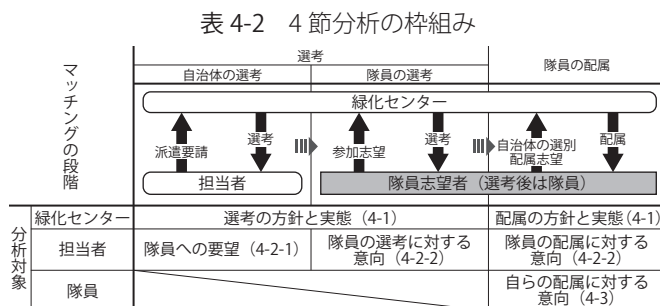 表 4-2　4 節分析の枠組み
マッチングの段階
選考
隊員の配属
自治体の選考
隊員の選考
緑化センター
派遣要請
選考
参加志望
選考
自治体の選別
配属志望
配属
担当者
隊員志望者（選考後は隊員）
分析対象
緑化センター
選考の方針と実態（4-1）
配属の方針と実態（4-1）
担当者
隊員への要望（4-2-1）
隊員の選考に対する
意向（4-2-2）
隊員の配属に対する
意向（4-2-2）
隊員
自らの配属に対する
意向（4-3）